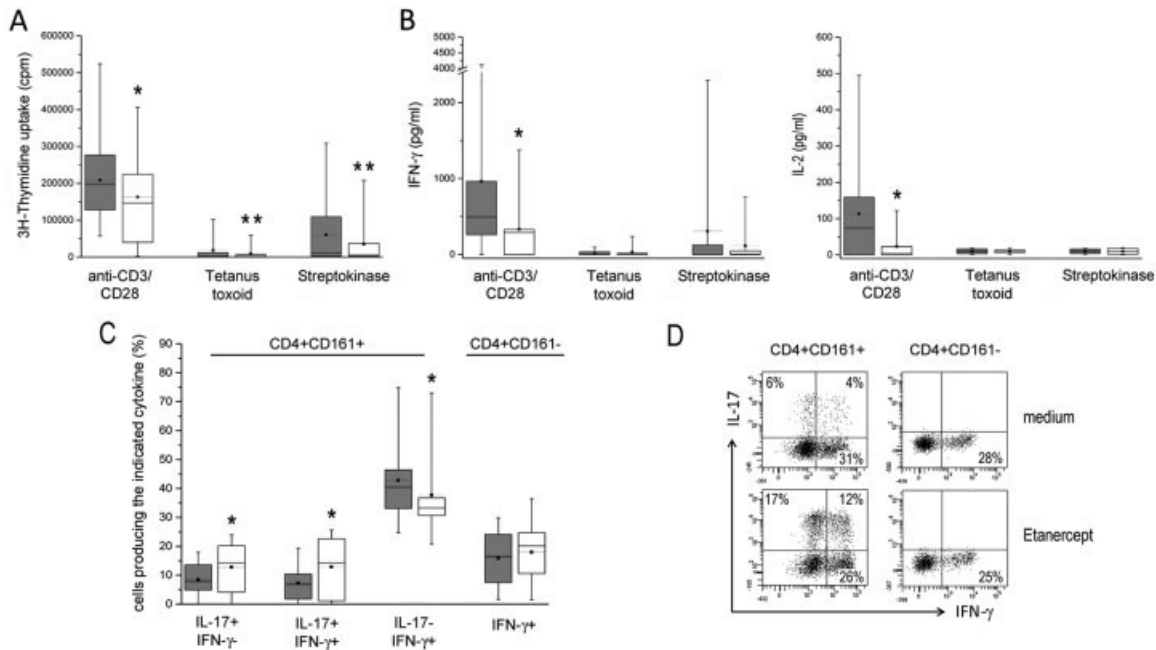 A
3H-Thymidine uptake (cpm)
600000
500000
400000
300000
200000
100000
0
*
**
**
anti-CD3/
CD28
Tetanus
toxoid
Streptokinase
B
IFN-γ (pg/ml)
5000
4000
2000
1000
0
*
anti-CD3/
CD28
Tetanus
toxoid
Streptokinase
IL-2 (pg/ml)
600
500
400
300
200
100
0
*
anti-CD3/
CD28
Tetanus
toxoid
Streptokinase
C
cells producing the indicated cytokine (%)
90
80
70
60
50
40
30
20
10
0
CD4+CD161+
CD4+CD161-
*
*
*
IL-17+
IFN-γ-
IL-17+
IFN-γ+
IL-17-
IFN-γ+
IFN-γ+
D
CD4+CD161+
CD4+CD161-
IL-17
6%
4%
31%
28%
medium
17%
12%
26%
25%
Etanercept
IFN-γ